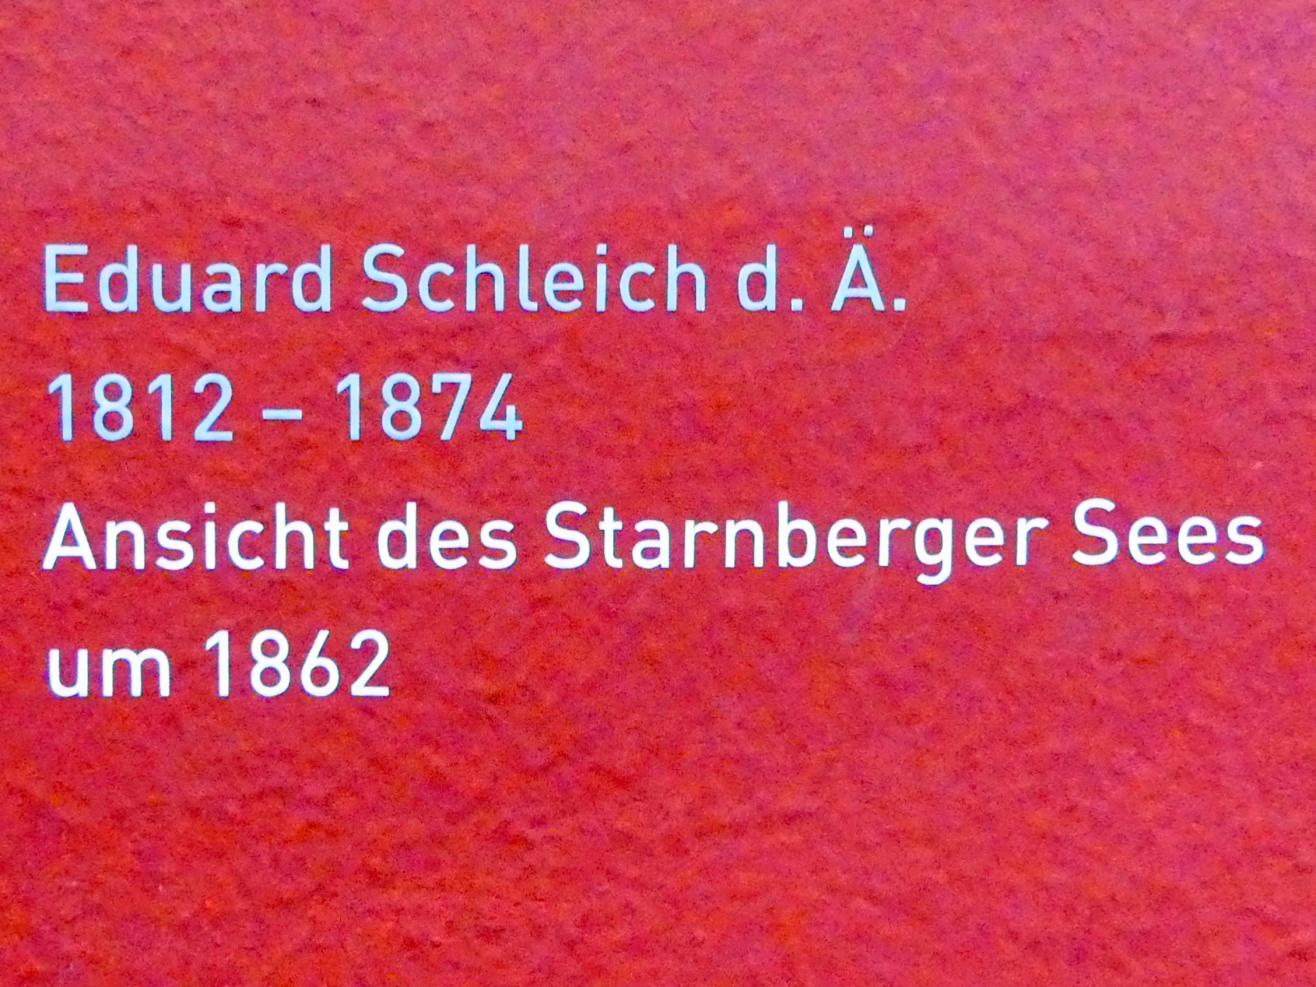 Eduard Schleich d. Ä.
1812 – 1874
Ansicht des Starnberger Sees
um 1862